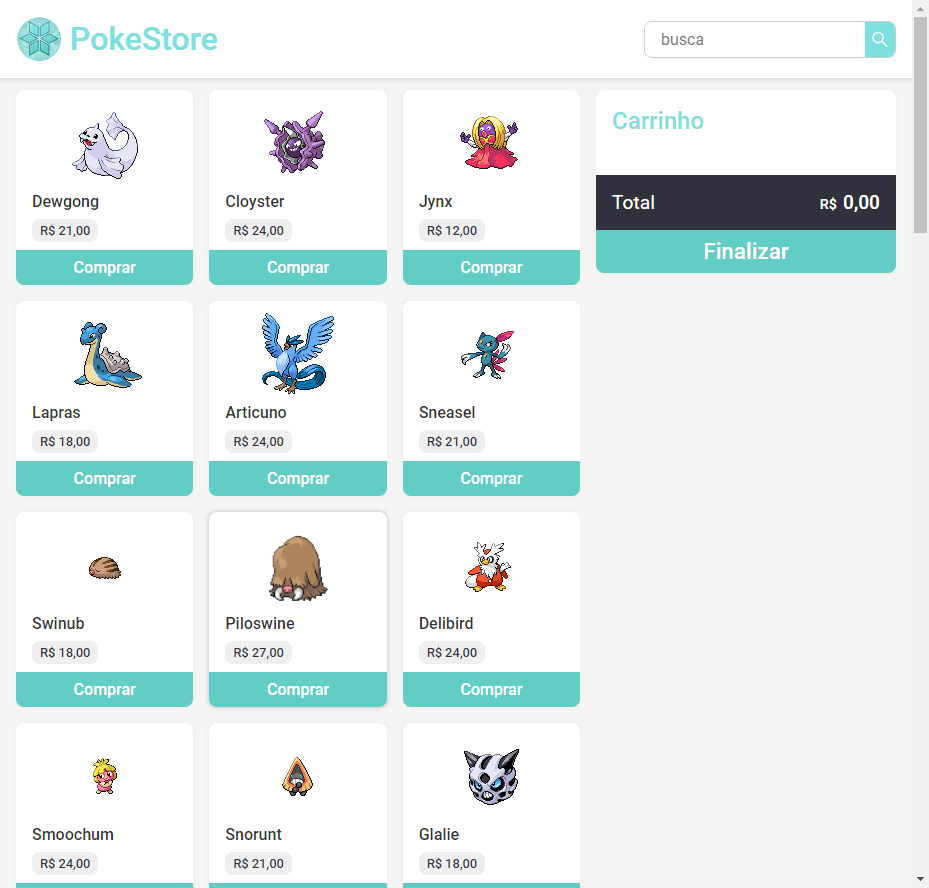 PokeStore
busca
Dewgong
R$ 21,00
Comprar
Cloyster
R$ 24,00
Comprar
Jynx
R$ 12,00
Comprar
Carrinho
Total
R$ 0,00
Finalizar
Lapras
R$ 18,00
Comprar
Articuno
R$ 24,00
Comprar
Sneasel
R$ 21,00
Comprar
Swinub
R$ 18,00
Comprar
Piloswine
R$ 27,00
Comprar
Delibird
R$ 24,00
Comprar
Smoochum
R$ 24,00
Snorunt
R$ 21,00
Glalie
R$ 18,00